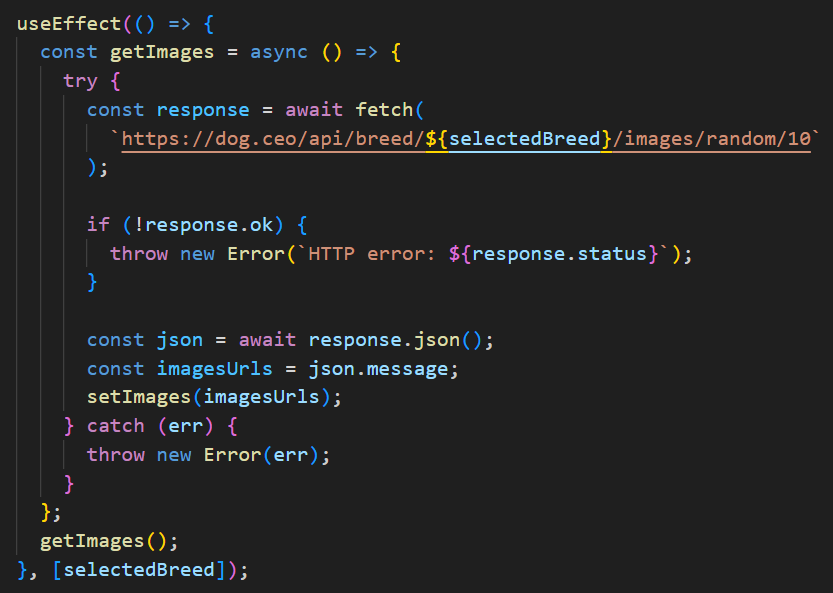 useEffect(() => {
  const getImages = async () => {
    try {
      const response = await fetch(
        `https://dog.ceo/api/breed/${selectedBreed}/images/random/10`
      );

      if (!response.ok) {
        throw new Error(`HTTP error: ${response.status}`);
      }

      const json = await response.json();
      const imagesUrls = json.message;
      setImages(imagesUrls);
    } catch (err) {
      throw new Error(err);
    }
  };
  getImages();
}, [selectedBreed]);